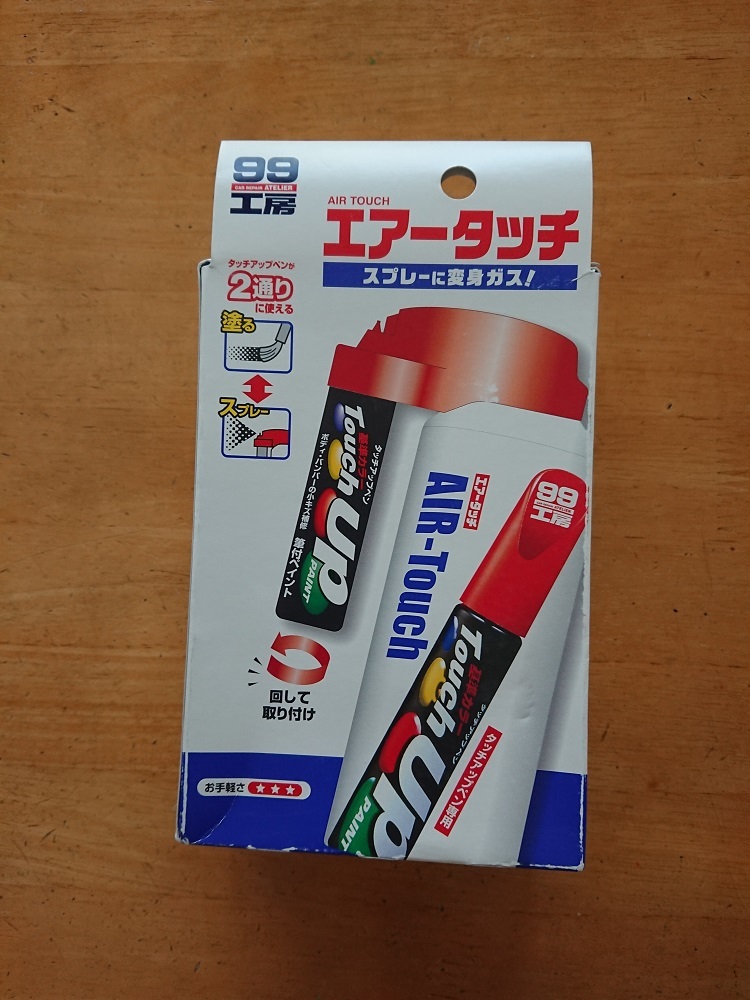 99
CAR REPAIR ATELIER
工房
AIR TOUCH
エアータッチ
スプレーに変身ガス!
タッチアップペンが
2通り
に使える
塗る
スプレー
Touch Up
PAINT
タッチアップペン
ボディ・バンパーの小キズ補修
筆付ペイント
回して
取り付け
エアータッチ
AIR-Touch
99
工房
Touch Up
PAINT
タッチアップペン
お手軽さ ★★★